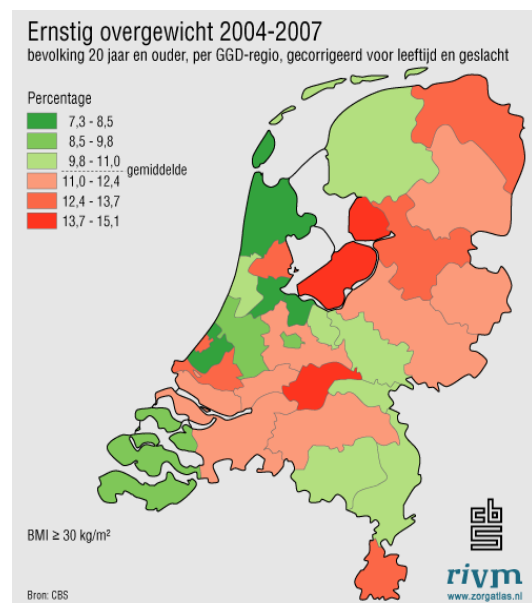 Ernstig overgewicht 2004-2007
bevolking 20 jaar en ouder, per GGD-regio, gecorrigeerd voor leeftijd en geslacht
Percentage
7,3 - 8,5
8,5 - 9,8
9,8 - 11,0
gemiddelde
11,0 - 12,4
12,4 - 13,7
13,7 - 15,1
BMI ≥ 30 kg/m²
cbs
rivm
Bron: CBS
www.zorgatlas.nl